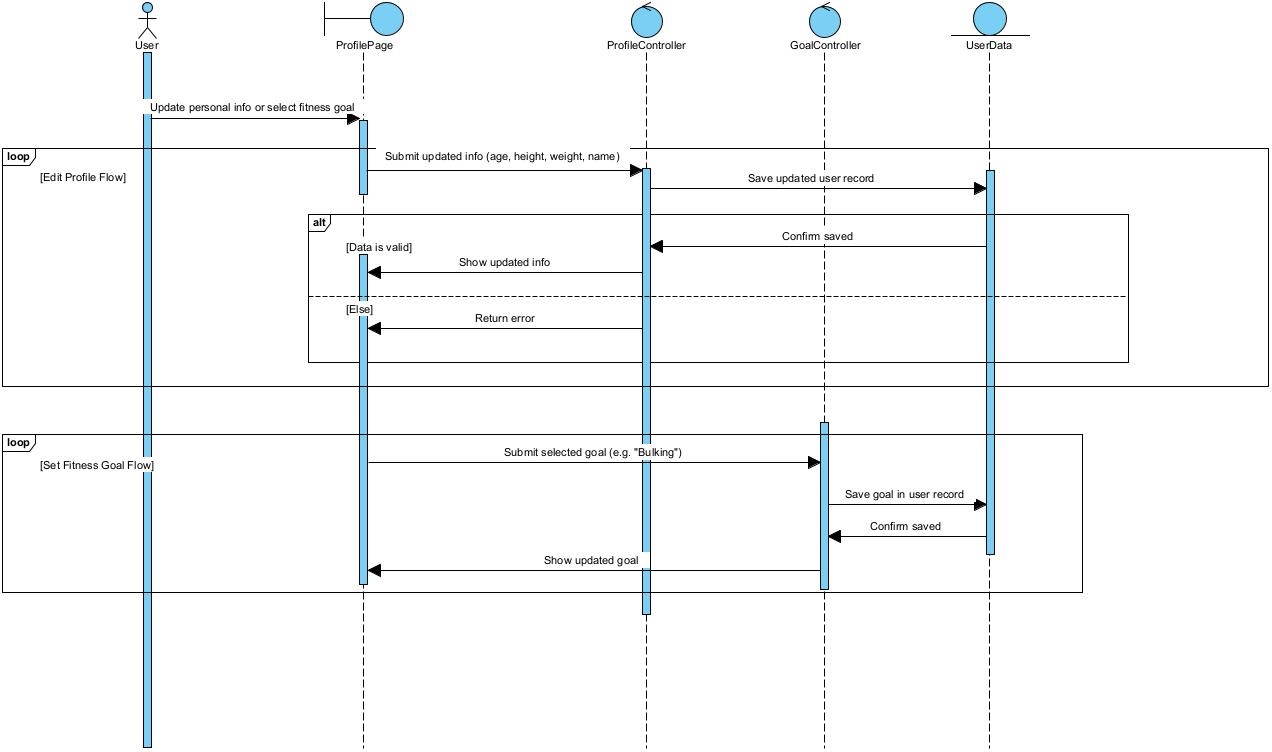 User
ProfilePage
ProfileController
GoalController
UserData
Update personal info or select fitness goal
loop
Submit updated info (age, height, weight, name)
[Edit Profile Flow]
Save updated user record
alt
Confirm saved
[Data is valid]
Show updated info
[Else]
Return error
loop
Submit selected goal (e.g. "Bulking")
[Set Fitness Goal Flow]
Save goal in user record
Confirm saved
Show updated goal